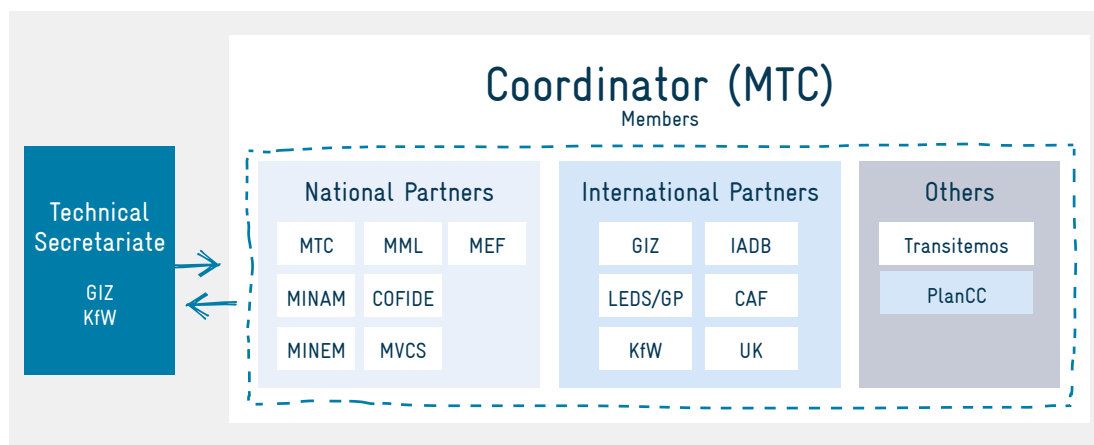 Coordinator (MTC)
Members
Technical
Secretariate
GIZ
KfW
National Partners
MTC MML MEF
MINAM COFIDE
MINEM MVCS
International Partners
GIZ IADB
LEDS/GP CAF
KfW UK
Others
Transitemos
PlanCC